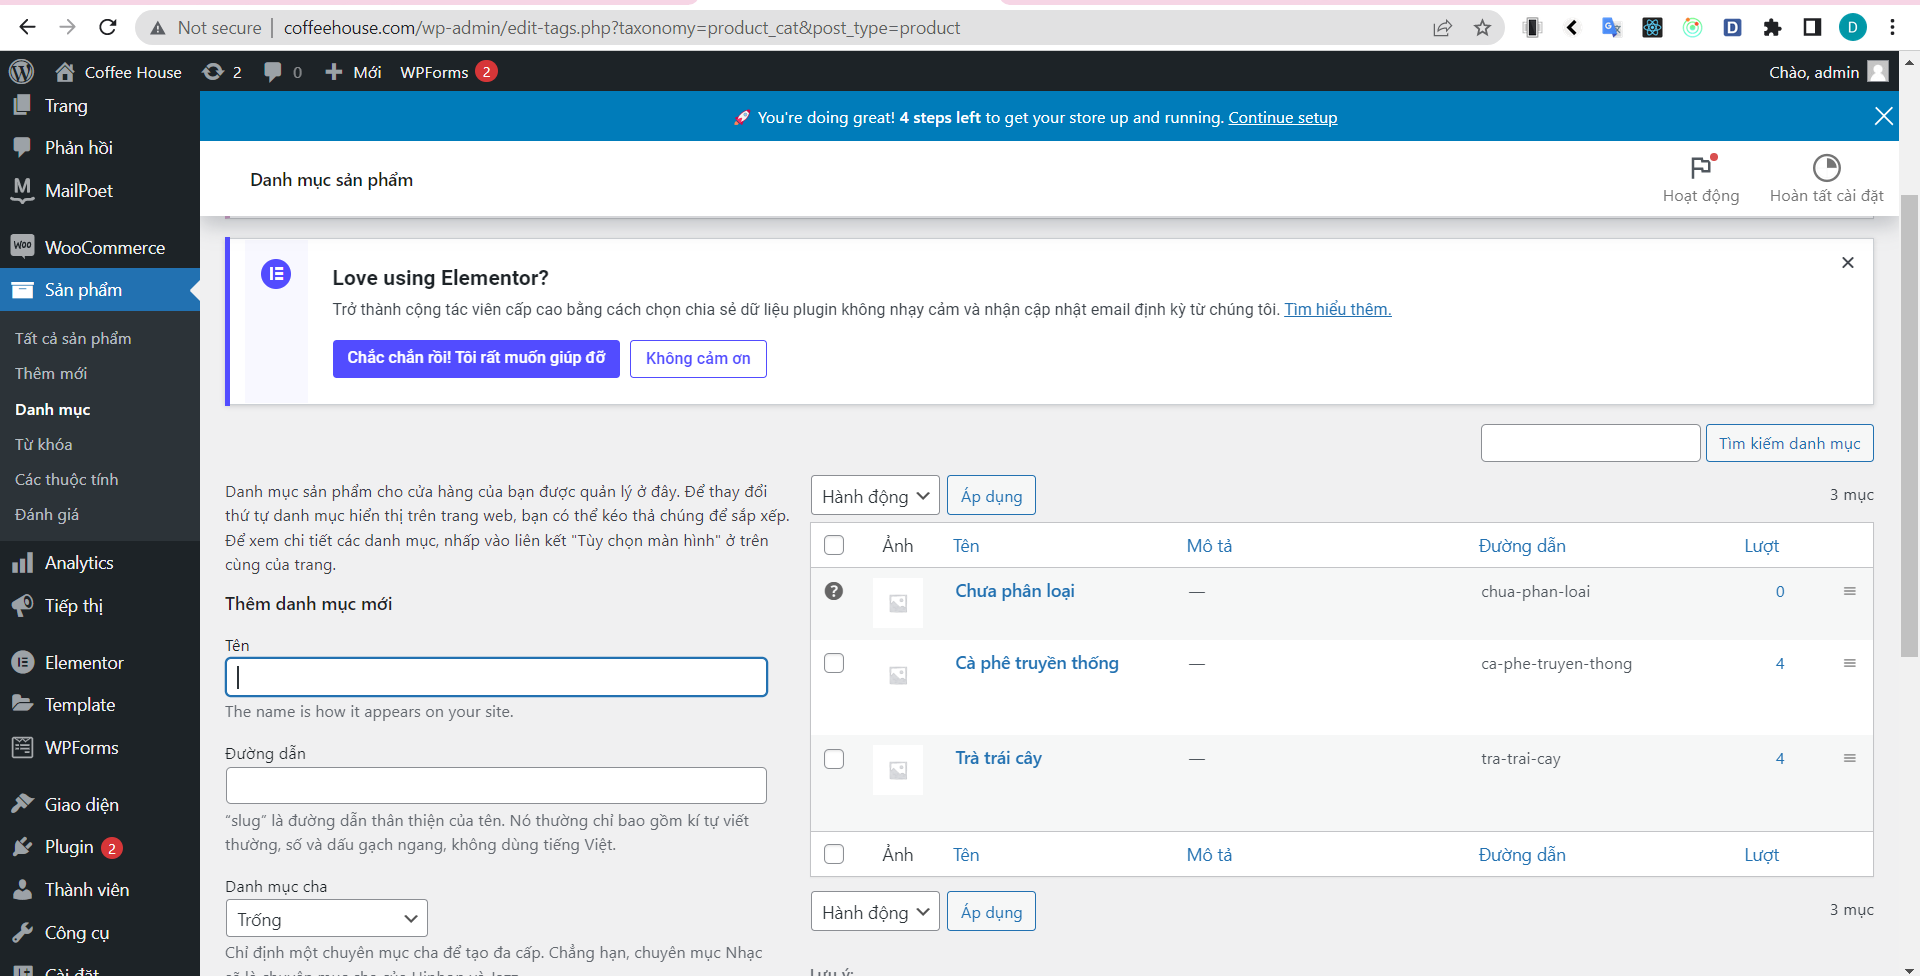 Not secure
coffeehouse.com/wp-admin/edit-tags.php?taxonomy=product_cat&post_type=product
D
D
Coffee House
2
0
Mới
WPForms
2
Chào, admin
Trang
Phản hồi
MailPoet
WooCommerce
Sản phẩm
Tất cả sản phẩm
Thêm mới
Danh mục
Từ khóa
Các thuộc tính
Đánh giá
Analytics
Tiếp thị
Elementor
Template
WPForms
Giao diện
Plugin 2
Thành viên
Công cụ
Cài đặt
🚀 You're doing great! 4 steps left to get your store up and running. Continue setup
Danh mục sản phẩm
Hoạt động
Hoàn tất cài đặt
Love using Elementor?
Trở thành cộng tác viên cấp cao bằng cách chọn chia sẻ dữ liệu plugin không nhạy cảm và nhận cập nhật email định kỳ từ chúng tôi. Tìm hiểu thêm.
Chắc chắn rồi! Tôi rất muốn giúp đỡ
Không cảm ơn
Tìm kiếm danh mục
Danh mục sản phẩm cho cửa hàng của bạn được quản lý ở đây. Để thay đổi
thứ tự danh mục hiển thị trên trang web, bạn có thể kéo thả chúng để sắp xếp.
Để xem chi tiết các danh mục, nhấp vào liên kết "Tùy chọn màn hình" ở trên
cùng của trang.
Thêm danh mục mới
Tên
The name is how it appears on your site.
Đường dẫn
“slug” là đường dẫn thân thiện của tên. Nó thường chỉ bao gồm kí tự viết
thường, số và dấu gạch ngang, không dùng tiếng Việt.
Danh mục cha
Trống
Chỉ định một chuyên mục cha để tạo đa cấp. Chẳng hạn, chuyên mục Nhạc
sẽ là chuyên mục cha của Hiphop và Jazz.
Hành động
Áp dụng
3 mục
Ảnh Tên Mô tả Đường dẫn Lượt
Chưa phân loại — chua-phan-loai 0
Cà phê truyền thống — ca-phe-truyen-thong 4
Trà trái cây — tra-trai-cay 4
Ảnh Tên Mô tả Đường dẫn Lượt
Hành động
Áp dụng
3 mục
Lưu ý: